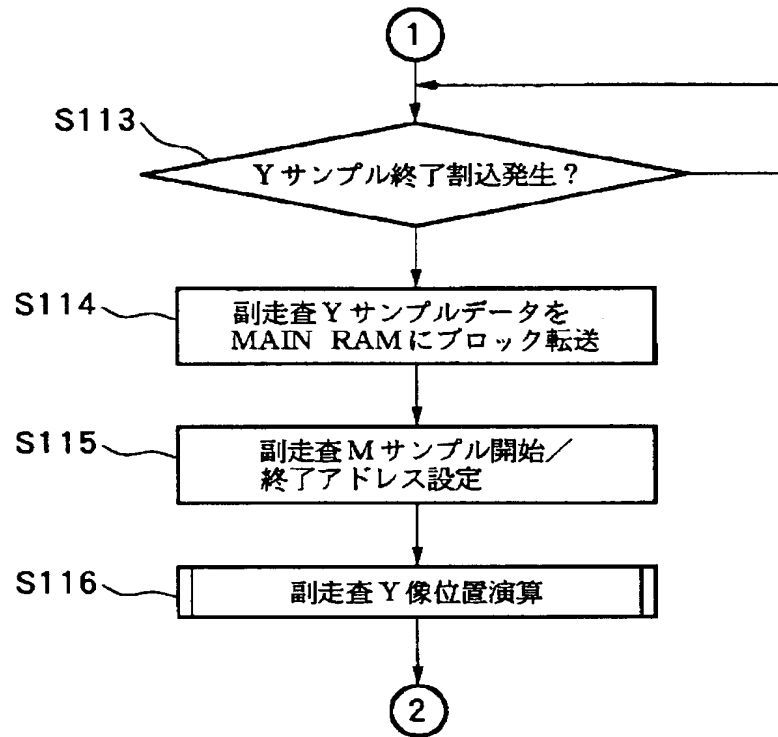 1
S113
Yサンプル終了割込発生？
S114
副走査Yサンプルデータを
MAIN RAMにブロック転送
S115
副走査Mサンプル開始／
終了アドレス設定
S116
副走査Y像位置演算
2